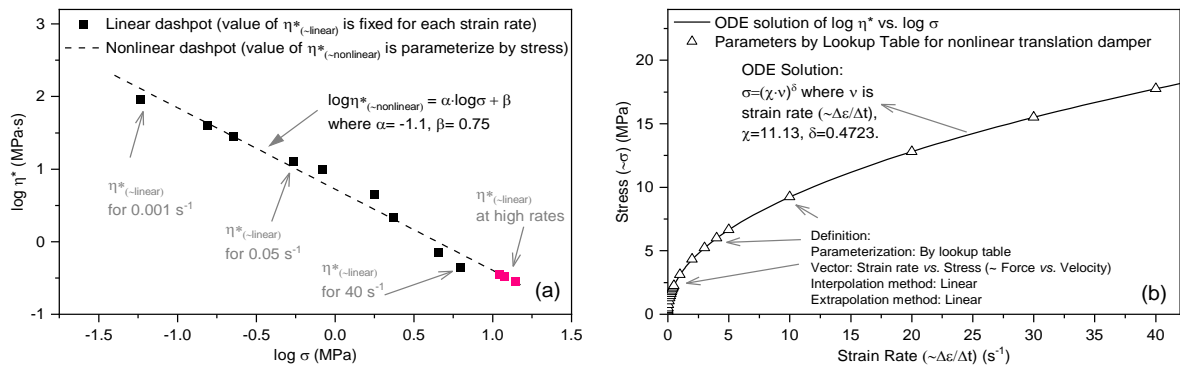 Linear dashpot (value of η*(~linear) is fixed for each strain rate)
Nonlinear dashpot (value of η*(~nonlinear) is parameterize by stress)
logη*(~nonlinear) = α·logσ + β
where α= -1.1, β= 0.75
η*(~linear)
for 0.001 s-1
η*(~linear)
for 0.05 s-1
η*(~linear)
for 40 s-1
η*(~linear)
at high rates
(a)
3
2
1
0
-1
log η* (MPa·s)
-1.5
-1.0
-0.5
0.0
0.5
1.0
1.5
log σ (MPa)
ODE solution of log η* vs. log σ
Parameters by Lookup Table for nonlinear translation damper
ODE Solution:
σ=(χ·ν)δ where ν is
strain rate (~Δε/Δt),
χ=11.13, δ=0.4723.
Definition:
Parameterization: By lookup table
Vector: Strain rate vs. Stress (~ Force vs. Velocity)
Interpolation method: Linear
Extrapolation method: Linear
(b)
20
15
10
5
0
Stress (~σ) (MPa)
0
5
10
15
20
25
30
35
40
Strain Rate (~Δε/Δt) (s-1)